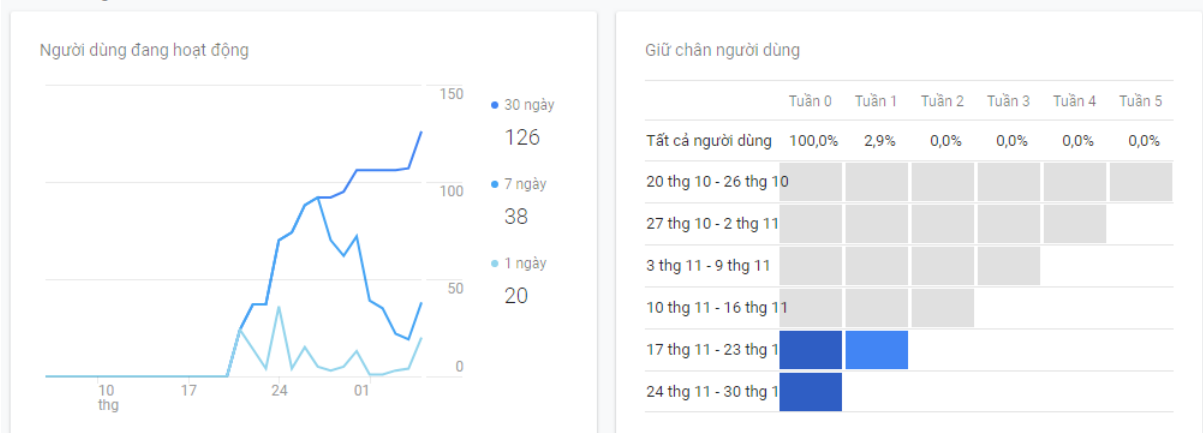 Người dùng đang hoạt động
150
100
50
0
10
thg
17
24
01
30 ngày
126
7 ngày
38
1 ngày
20
Giữ chân người dùng
Tuần 0 Tuần 1 Tuần 2 Tuần 3 Tuần 4 Tuần 5
Tất cả người dùng 100,0% 2,9% 0,0% 0,0% 0,0% 0,0%
20 thg 10 - 26 thg 10
27 thg 10 - 2 thg 11
3 thg 11 - 9 thg 11
10 thg 11 - 16 thg 11
17 thg 11 - 23 thg 1
24 thg 11 - 30 thg 1